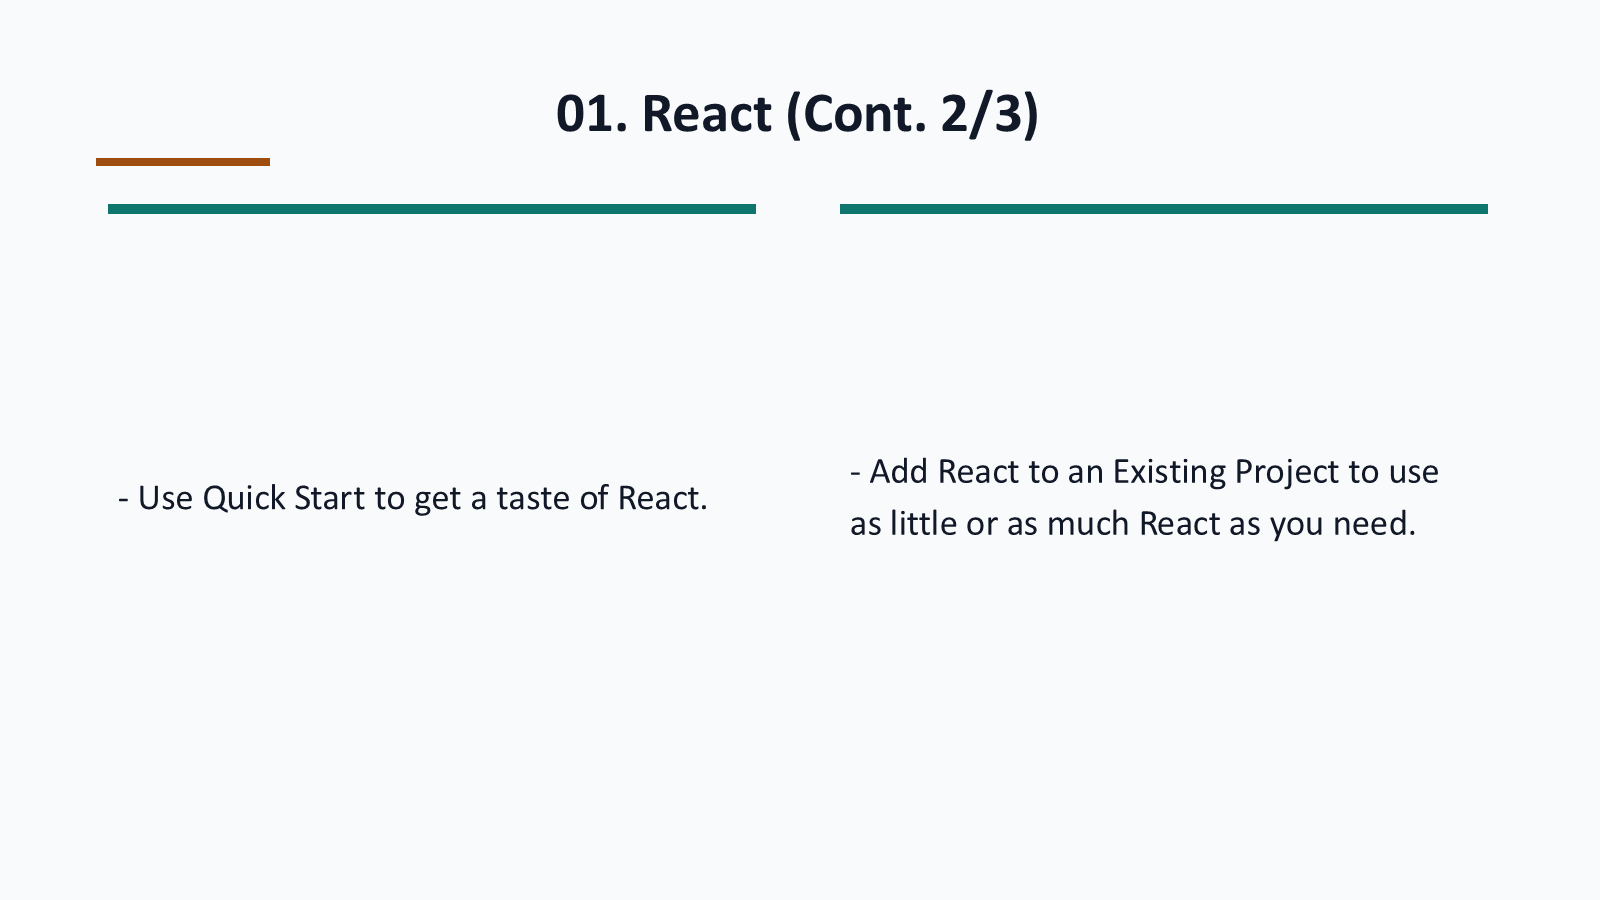 01. React (Cont. 2/3)
- Use Quick Start to get a taste of React.
- Add React to an Existing Project to use
as little or as much React as you need.